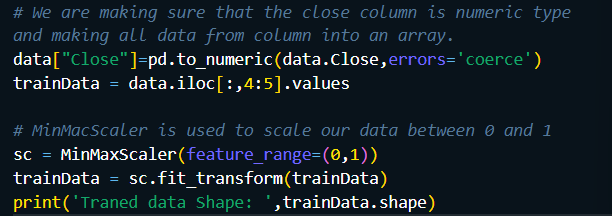 # We are making sure that the close column is numeric type
and making all data from column into an array.
data["Close"]=pd.to_numeric(data.Close,errors='coerce')
trainData = data.iloc[:,4:5].values
# MinMacScaler is used to scale our data between 0 and 1
sc = MinMaxScaler(feature_range=(0,1))
trainData = sc.fit_transform(trainData)
print('Traned data Shape: ',trainData.shape)